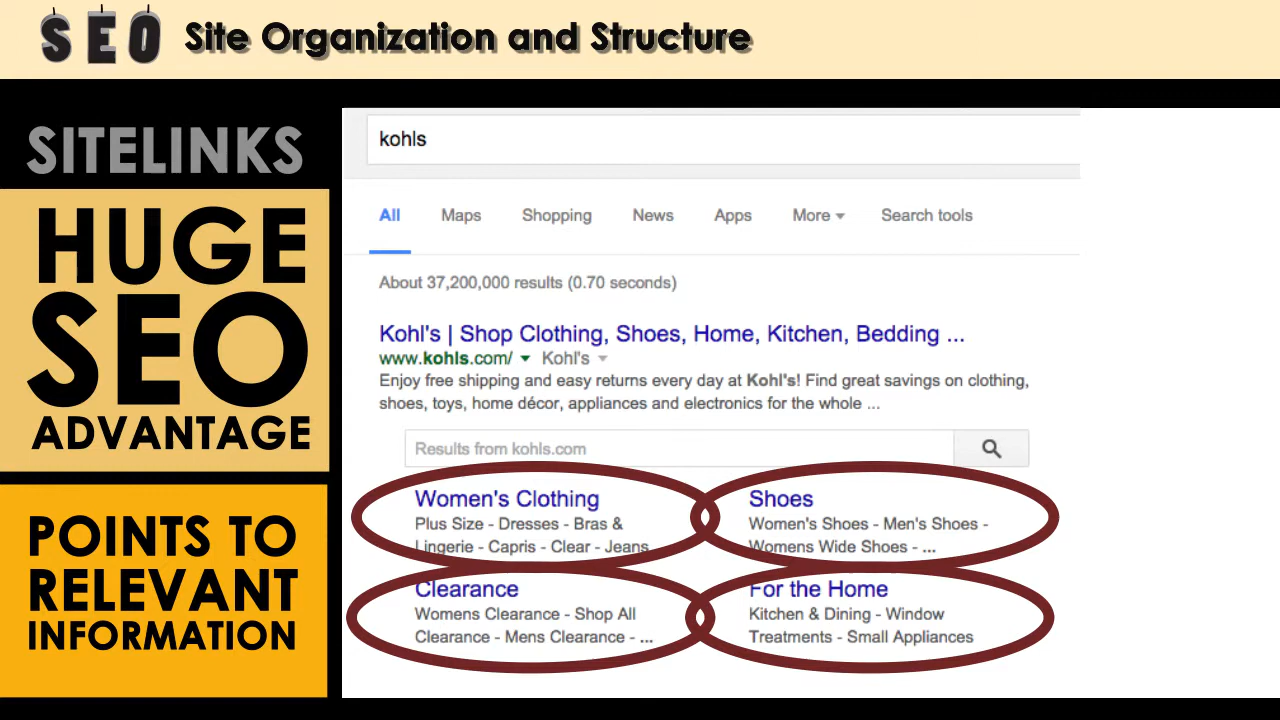 SEO Site Organization and Structure
SITELINKS
HUGE
SEO
ADVANTAGE
POINTS TO
RELEVANT
INFORMATION
kohls
All Maps Shopping News Apps More Search tools
About 37,200,000 results (0.70 seconds)
Kohl's | Shop Clothing, Shoes, Home, Kitchen, Bedding ...
www.kohls.com/ Kohl's
Enjoy free shipping and easy returns every day at Kohl's! Find great savings on clothing,
shoes, toys, home décor, appliances and electronics for the whole ...
Results from kohls.com
Women's Clothing
Plus Size - Dresses - Bras &
Lingerie - Capris - Clear - Jeans
Shoes
Women's Shoes - Men's Shoes -
Womens Wide Shoes - ...
Clearance
Womens Clearance - Shop All
Clearance - Mens Clearance - ...
For the Home
Kitchen & Dining - Window
Treatments - Small Appliances